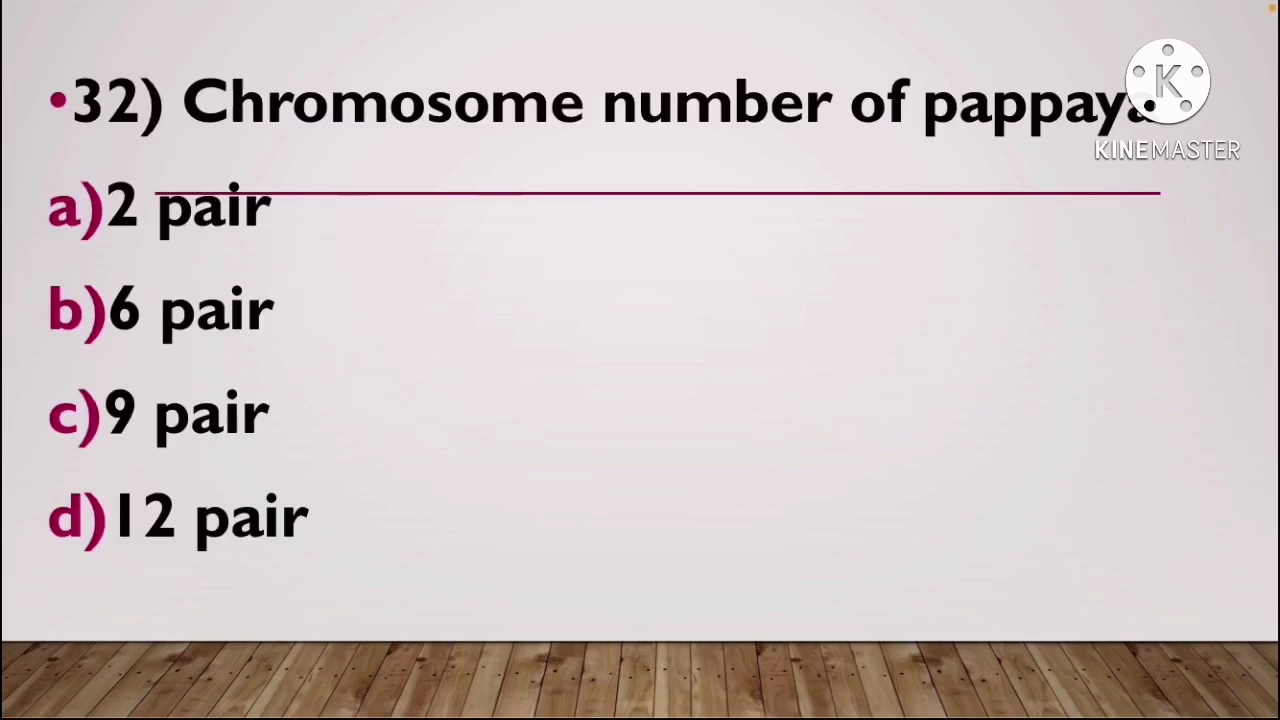 •32) Chromosome number of pappaya
KINEMASTER
a)2 pair
b)6 pair
c)9 pair
d)12 pair